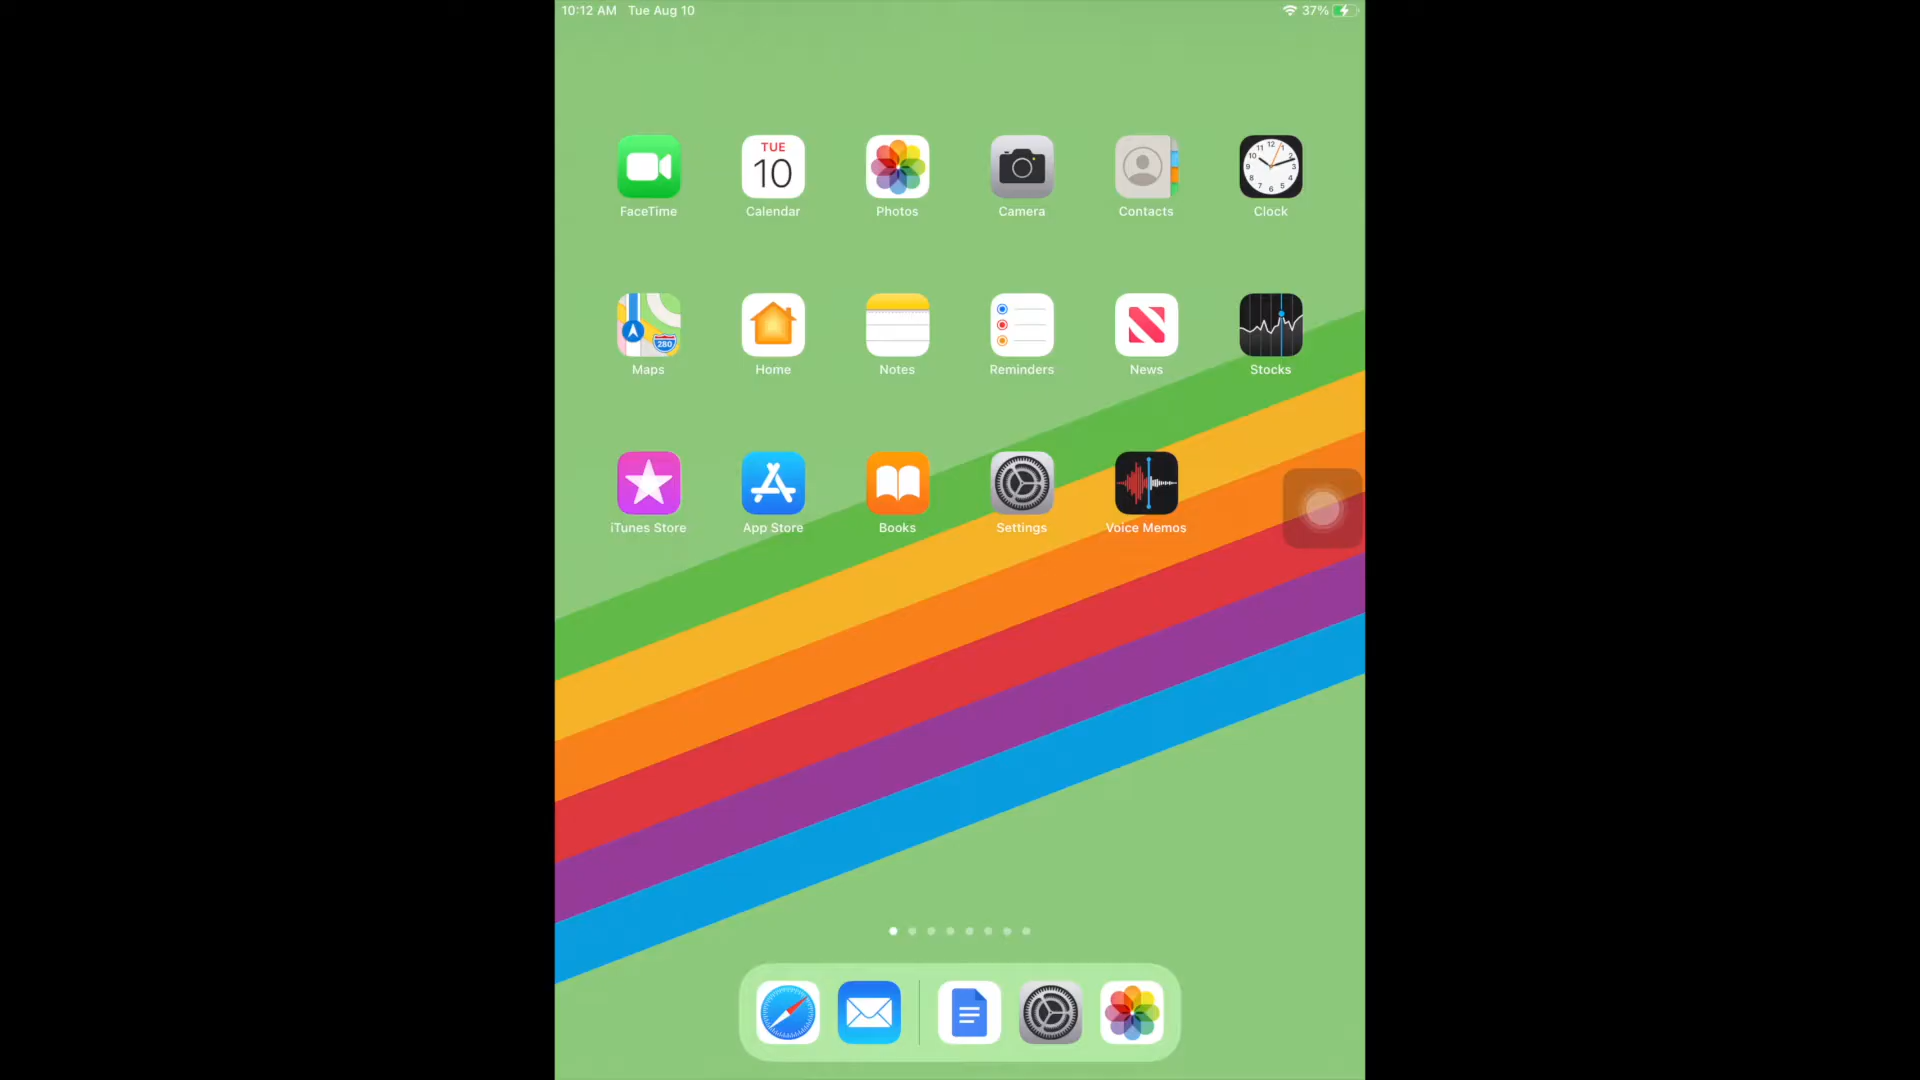 10:12 AM Tue Aug 10 37%
TUE
10
FaceTime Calendar Photos Camera Contacts Clock
280
Maps Home Notes Reminders News Stocks
iTunes Store App Store Books Settings Voice Memos